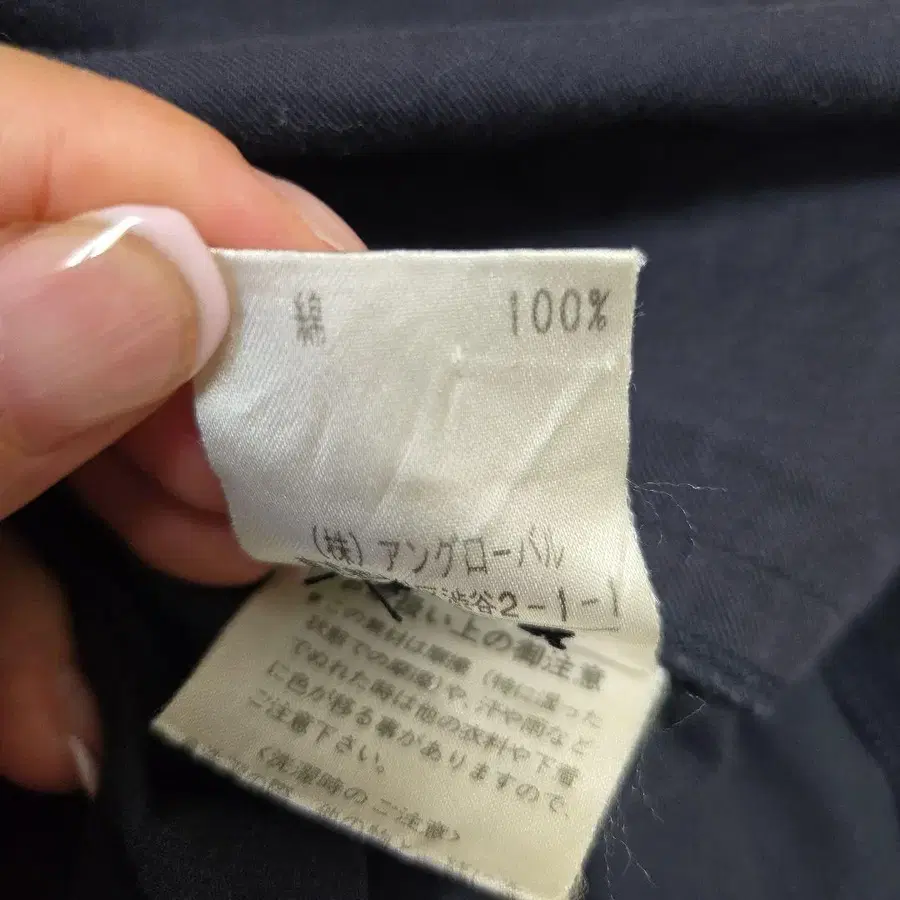 綿 100%
(株) アングローバル
渋谷2-1-1
扱い上の御注意
●この素材は摩擦 (特に湿った
状態での摩擦)や、汗や雨など
でぬれた時は他の衣料や下着
に色が移る事がありますので、
ご注意下さい。
〈洗濯時のご注意〉